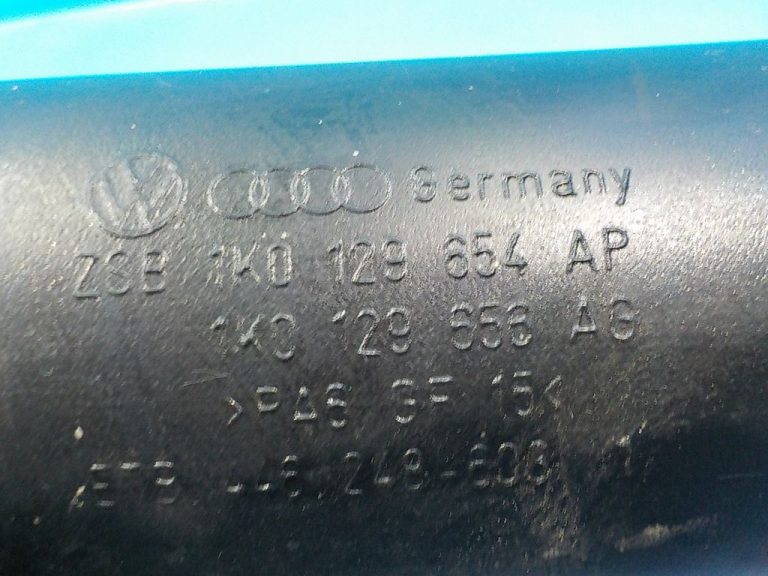 Germany
ZSB 1K0 129 654 AP
1K0 129 656 AG
>PA6 GF 15<